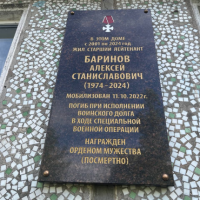 В ЭТОМ ДОМЕ
С 1985 ПО 2024 ГОД
ЖИЛ СТАРШИЙ ЛЕЙТЕНАНТ
БАРИНОВ
АЛЕКСЕЙ
СТАНИСЛАВОВИЧ
(1974-2024)
МОБИЛИЗОВАН 11.10.2022г.
ПОГИБ ПРИ ИСПОЛНЕНИИ
ВОИНСКОГО ДОЛГА
В ХОДЕ СПЕЦИАЛЬНОЙ
ВОЕННОЙ ОПЕРАЦИИ
НАГРАЖДЕН
ОРДЕНОМ МУЖЕСТВА
(ПОСМЕРТНО)